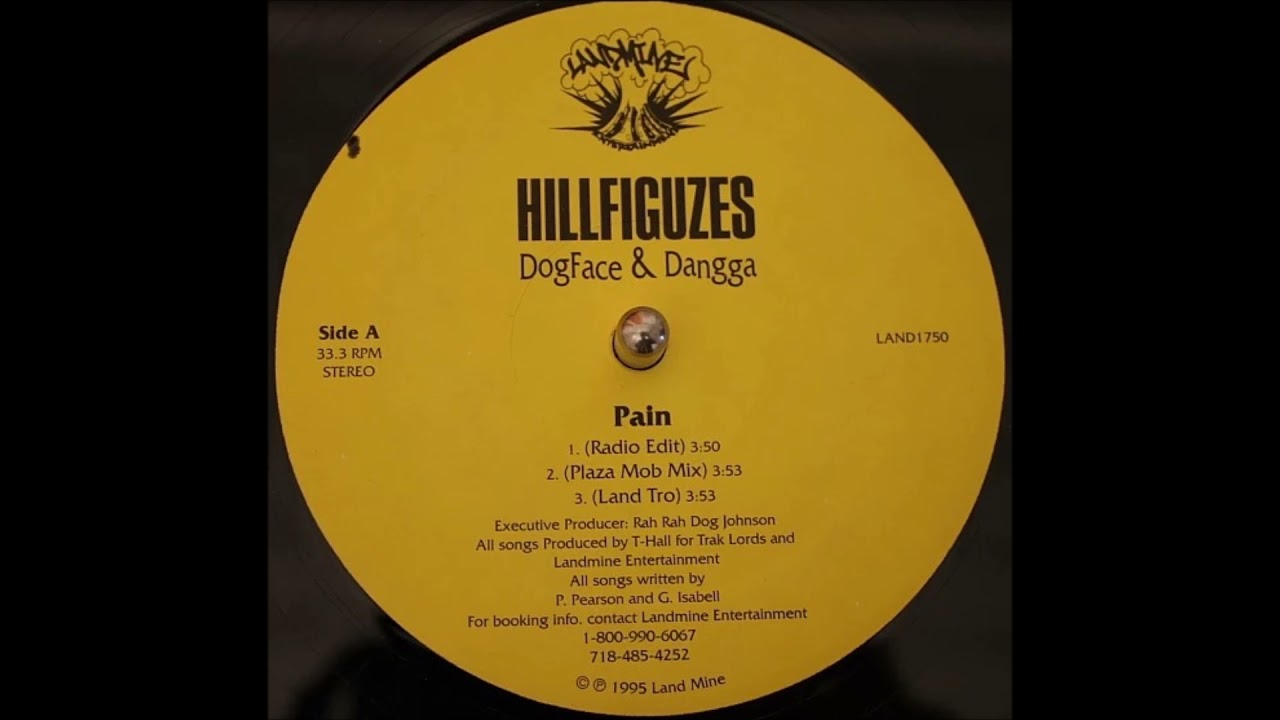 LANDMINE
ENTERTAINMENT
HILLFIGUZES
DogFace & Dangga
Side A
33.3 RPM
STEREO
LAND1750
Pain
1. (Radio Edit) 3:50
2. (Plaza Mob Mix) 3:53
3. (Land Tro) 3:53
Executive Producer: Rah Rah Dog Johnson
All songs Produced by T-Hall for Trak Lords and
Landmine Entertainment
All songs written by
P. Pearson and G. Isabell
For booking info. contact Landmine Entertainment
1-800-990-6067
718-485-4252
© ℗ 1995 Land Mine